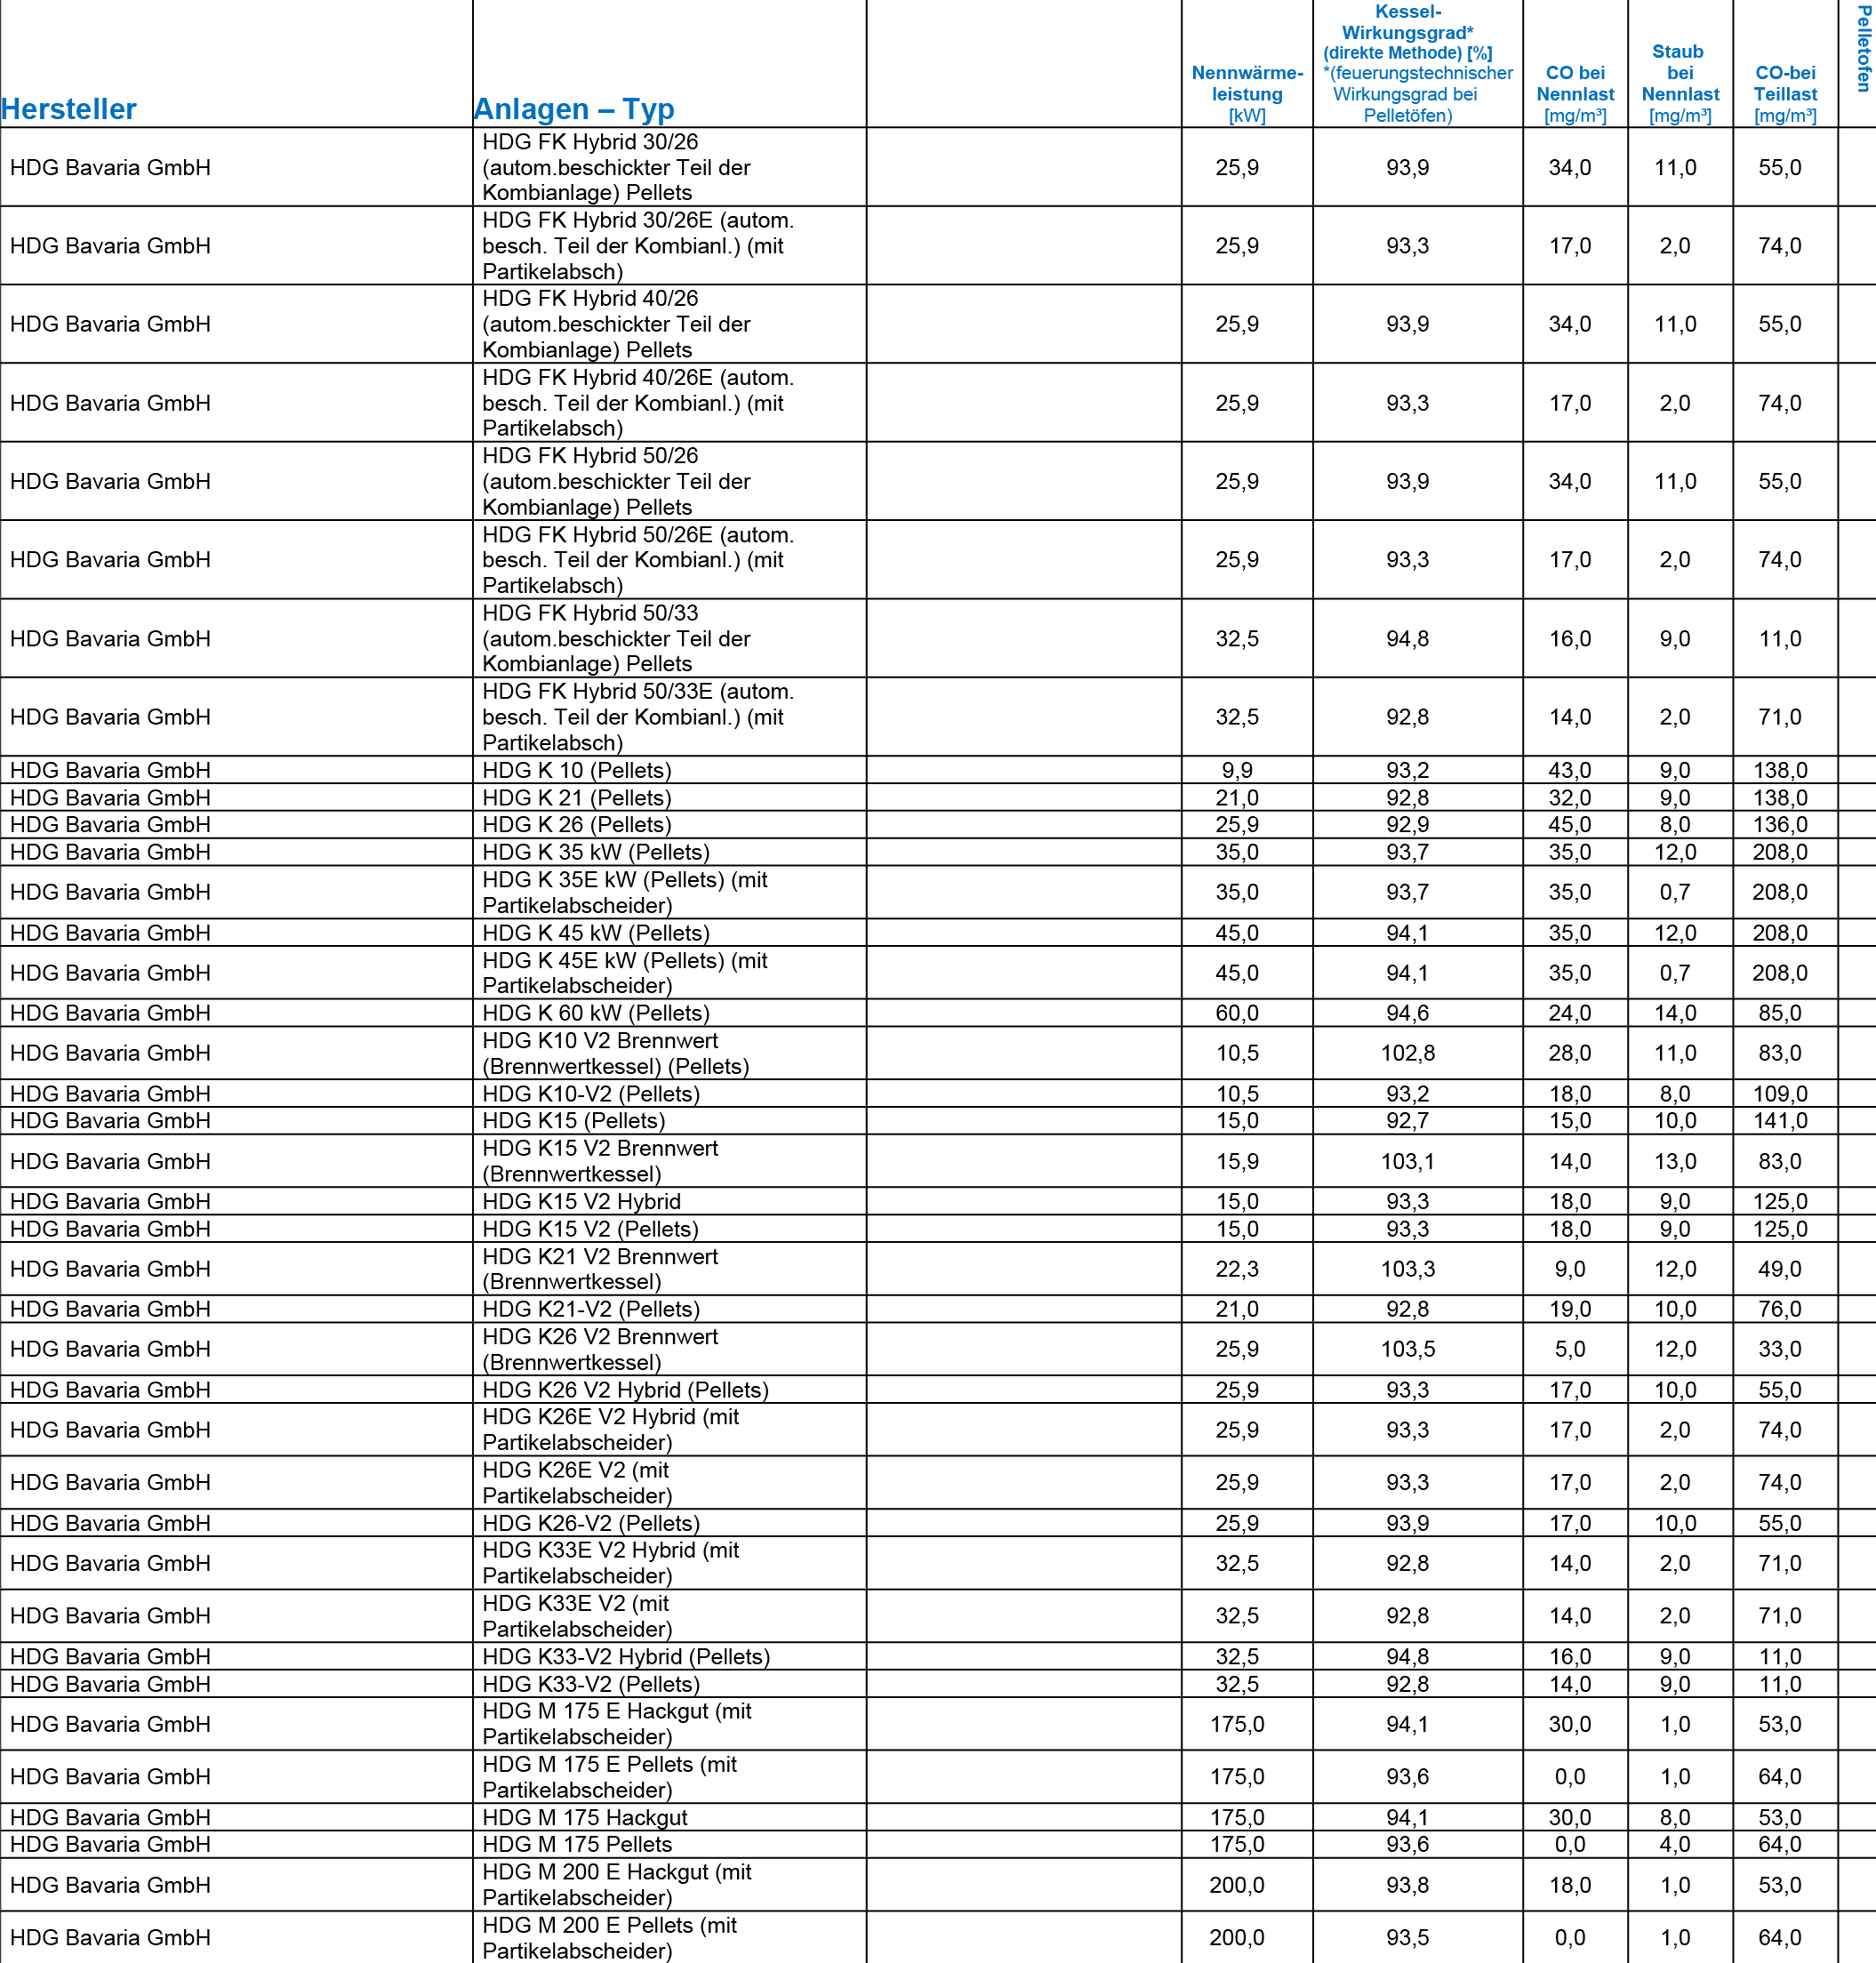 Hersteller
Anlagen – Typ
Nennwärme-
leistung
[kW]
Kessel-
Wirkungsgrad*
(direkte Methode) [%]
*(feuerungstechnischer
Wirkungsgrad bei
Pelletöfen)
CO bei
Nennlast
[mg/m³]
Staub
bei
Nennlast
[mg/m³]
CO-bei
Teillast
[mg/m³]
Pelletofen
HDG Bavaria GmbH
HDG FK Hybrid 30/26
(autom.beschickter Teil der
Kombianlage) Pellets
25,9 93,9 34,0 11,0 55,0
HDG Bavaria GmbH
HDG FK Hybrid 30/26E (autom.
besch. Teil der Kombianl.) (mit
Partikelabsch)
25,9 93,3 17,0 2,0 74,0
HDG Bavaria GmbH
HDG FK Hybrid 40/26
(autom.beschickter Teil der
Kombianlage) Pellets
25,9 93,9 34,0 11,0 55,0
HDG Bavaria GmbH
HDG FK Hybrid 40/26E (autom.
besch. Teil der Kombianl.) (mit
Partikelabsch)
25,9 93,3 17,0 2,0 74,0
HDG Bavaria GmbH
HDG FK Hybrid 50/26
(autom.beschickter Teil der
Kombianlage) Pellets
25,9 93,9 34,0 11,0 55,0
HDG Bavaria GmbH
HDG FK Hybrid 50/26E (autom.
besch. Teil der Kombianl.) (mit
Partikelabsch)
25,9 93,3 17,0 2,0 74,0
HDG Bavaria GmbH
HDG FK Hybrid 50/33
(autom.beschickter Teil der
Kombianlage) Pellets
32,5 94,8 16,0 9,0 11,0
HDG Bavaria GmbH
HDG FK Hybrid 50/33E (autom.
besch. Teil der Kombianl.) (mit
Partikelabsch)
32,5 92,8 14,0 2,0 71,0
HDG Bavaria GmbH HDG K 10 (Pellets) 9,9 93,2 43,0 9,0 138,0
HDG Bavaria GmbH HDG K 21 (Pellets) 21,0 92,8 32,0 9,0 138,0
HDG Bavaria GmbH HDG K 26 (Pellets) 25,9 92,9 45,0 8,0 136,0
HDG Bavaria GmbH HDG K 35 kW (Pellets) 35,0 93,7 35,0 12,0 208,0
HDG Bavaria GmbH
HDG K 35E kW (Pellets) (mit
Partikelabscheider)
35,0 93,7 35,0 0,7 208,0
HDG Bavaria GmbH HDG K 45 kW (Pellets) 45,0 94,1 35,0 12,0 208,0
HDG Bavaria GmbH
HDG K 45E kW (Pellets) (mit
Partikelabscheider)
45,0 94,1 35,0 0,7 208,0
HDG Bavaria GmbH HDG K 60 kW (Pellets) 60,0 94,6 24,0 14,0 85,0
HDG Bavaria GmbH
HDG K10 V2 Brennwert
(Brennwertkessel) (Pellets)
10,5 102,8 28,0 11,0 83,0
HDG Bavaria GmbH HDG K10-V2 (Pellets) 10,5 93,2 18,0 8,0 109,0
HDG Bavaria GmbH HDG K15 (Pellets) 15,0 92,7 15,0 10,0 141,0
HDG Bavaria GmbH
HDG K15 V2 Brennwert
(Brennwertkessel)
15,9 103,1 14,0 13,0 83,0
HDG Bavaria GmbH HDG K15 V2 Hybrid 15,0 93,3 18,0 9,0 125,0
HDG Bavaria GmbH HDG K15 V2 (Pellets) 15,0 93,3 18,0 9,0 125,0
HDG Bavaria GmbH
HDG K21 V2 Brennwert
(Brennwertkessel)
22,3 103,3 9,0 12,0 49,0
HDG Bavaria GmbH HDG K21-V2 (Pellets) 21,0 92,8 19,0 10,0 76,0
HDG Bavaria GmbH
HDG K26 V2 Brennwert
(Brennwertkessel)
25,9 103,5 5,0 12,0 33,0
HDG Bavaria GmbH HDG K26 V2 Hybrid (Pellets) 25,9 93,3 17,0 10,0 55,0
HDG Bavaria GmbH
HDG K26E V2 Hybrid (mit
Partikelabscheider)
25,9 93,3 17,0 2,0 74,0
HDG Bavaria GmbH
HDG K26E V2 (mit
Partikelabscheider)
25,9 93,3 17,0 2,0 74,0
HDG Bavaria GmbH HDG K26-V2 (Pellets) 25,9 93,9 17,0 10,0 55,0
HDG Bavaria GmbH
HDG K33E V2 Hybrid (mit
Partikelabscheider)
32,5 92,8 14,0 2,0 71,0
HDG Bavaria GmbH
HDG K33E V2 (mit
Partikelabscheider)
32,5 92,8 14,0 2,0 71,0
HDG Bavaria GmbH HDG K33-V2 Hybrid (Pellets) 32,5 94,8 16,0 9,0 11,0
HDG Bavaria GmbH HDG K33-V2 (Pellets) 32,5 92,8 14,0 9,0 11,0
HDG Bavaria GmbH
HDG M 175 E Hackgut (mit
Partikelabscheider)
175,0 94,1 30,0 1,0 53,0
HDG Bavaria GmbH
HDG M 175 E Pellets (mit
Partikelabscheider)
175,0 93,6 0,0 1,0 64,0
HDG Bavaria GmbH HDG M 175 Hackgut 175,0 94,1 30,0 8,0 53,0
HDG Bavaria GmbH HDG M 175 Pellets 175,0 93,6 0,0 4,0 64,0
HDG Bavaria GmbH
HDG M 200 E Hackgut (mit
Partikelabscheider)
200,0 93,8 18,0 1,0 53,0
HDG Bavaria GmbH
HDG M 200 E Pellets (mit
Partikelabscheider)
200,0 93,5 0,0 1,0 64,0